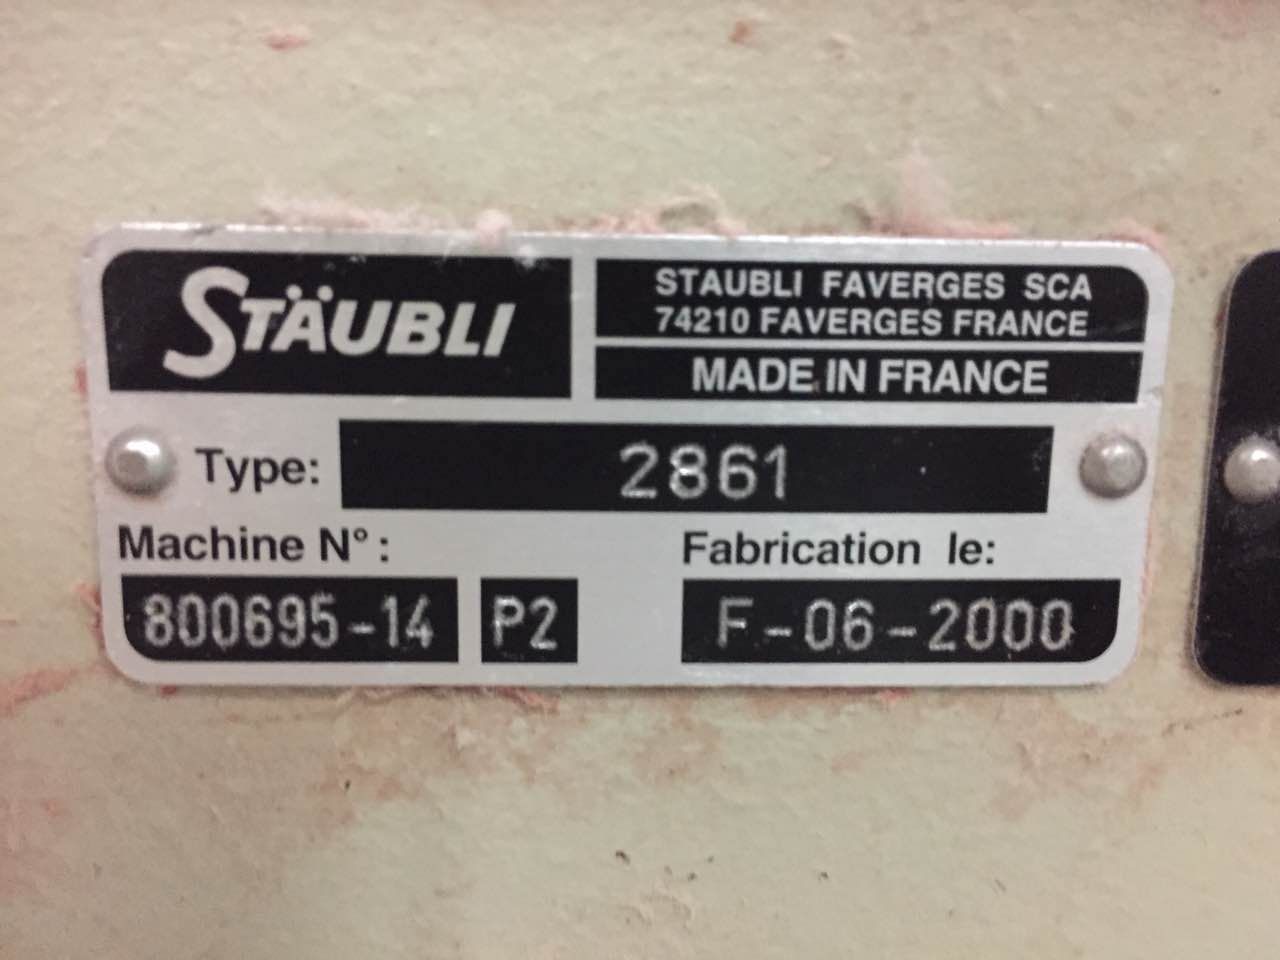 STÄUBLI
STAUBLI FAVERGES SCA
74210 FAVERGES FRANCE
MADE IN FRANCE
Type: 2861
Machine N° : Fabrication le:
800695-14 P2 F-06-2000